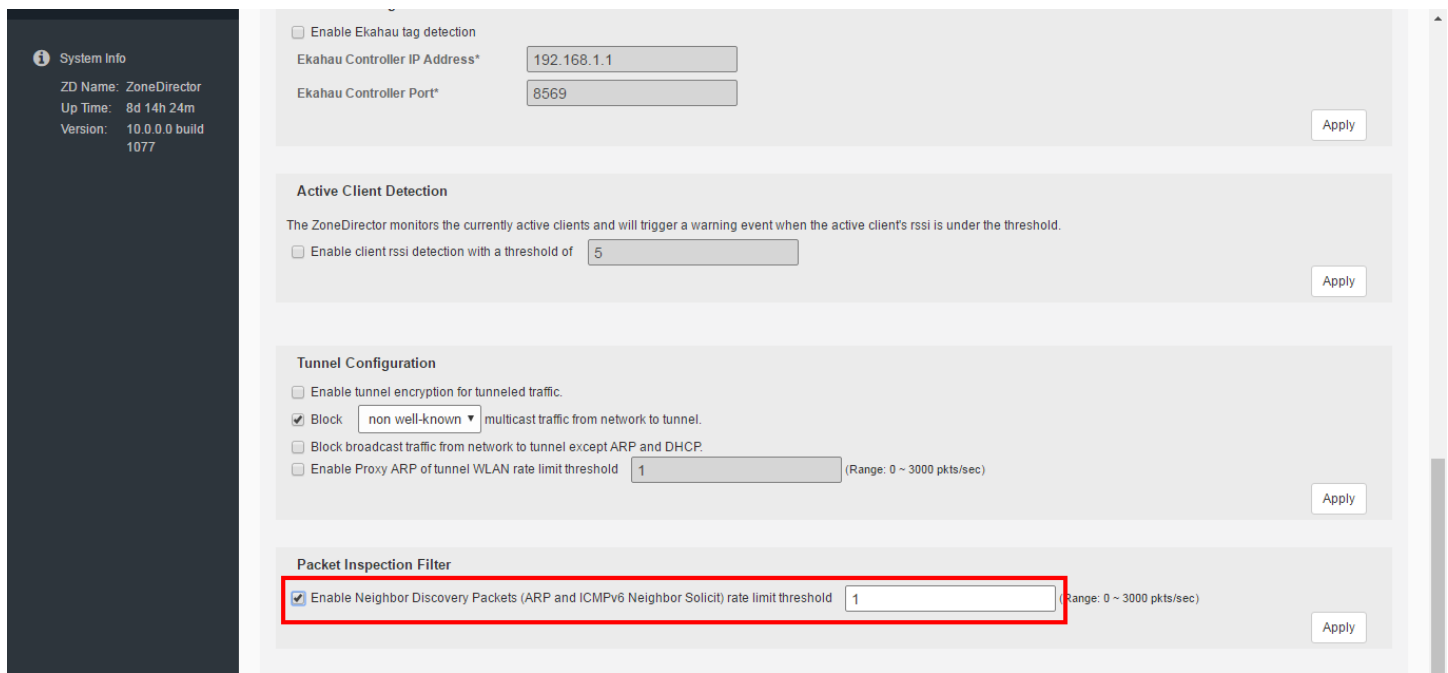 System Info
ZD Name: ZoneDirector
Up Time: 8d 14h 24m
Version: 10.0.0.0 build
1077
Enable Ekahau tag detection
Ekahau Controller IP Address* 192.168.1.1
Ekahau Controller Port* 8569
Apply
Active Client Detection
The ZoneDirector monitors the currently active clients and will trigger a warning event when the active client's rssi is under the threshold.
Enable client rssi detection with a threshold of 5
Apply
Tunnel Configuration
Enable tunnel encryption for tunneled traffic.
Block non well-known multicast traffic from network to tunnel.
Block broadcast traffic from network to tunnel except ARP and DHCP.
Enable Proxy ARP of tunnel WLAN rate limit threshold 1 (Range: 0 ~ 3000 pkts/sec)
Apply
Packet Inspection Filter
Enable Neighbor Discovery Packets (ARP and ICMPv6 Neighbor Solicit) rate limit threshold 1 (Range: 0 ~ 3000 pkts/sec)
Apply